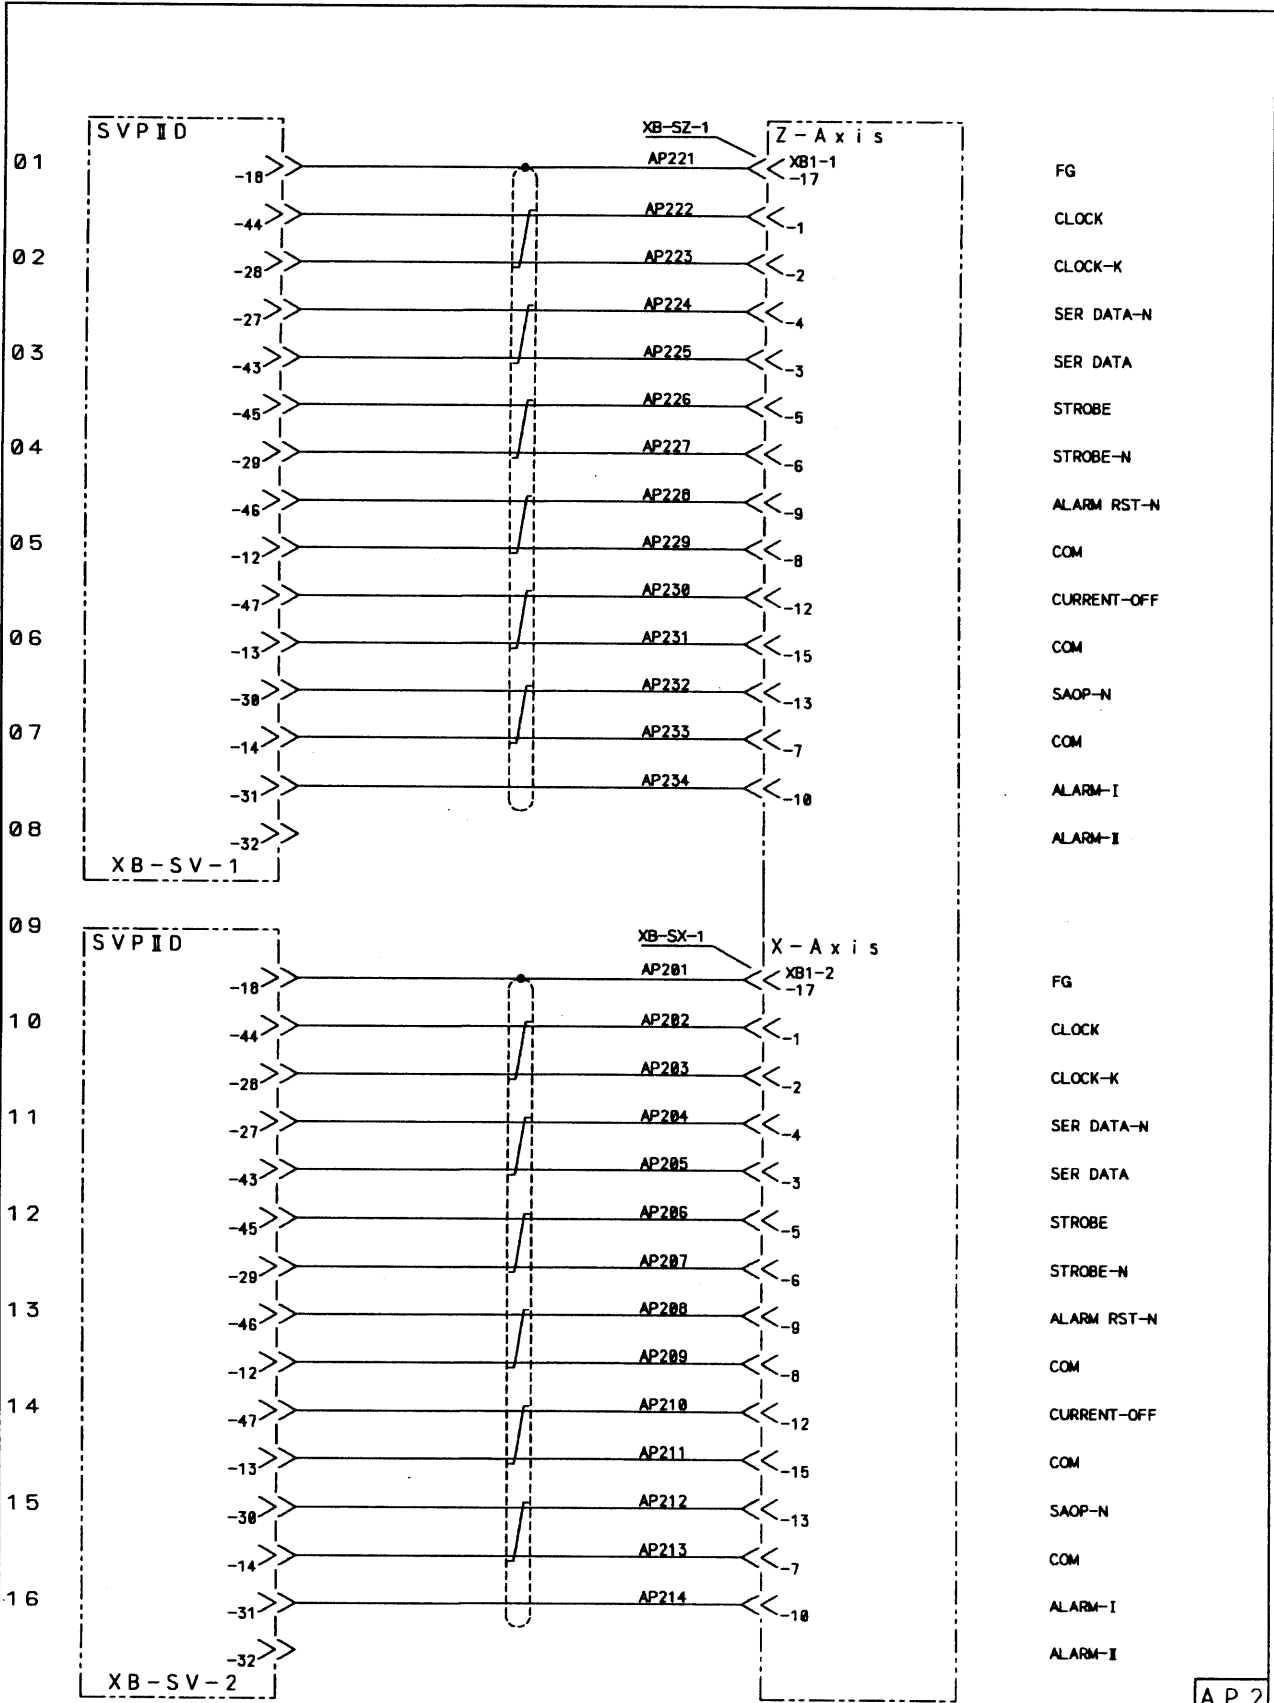 SVPⅡD XB-SZ-1 Z-Axis
01 -18 AP221 XB1-1 -17 FG
-44 AP222 -1 CLOCK
02 -28 AP223 -2 CLOCK-K
-27 AP224 -4 SER DATA-N
03 -43 AP225 -3 SER DATA
-45 AP226 -5 STROBE
04 -29 AP227 -6 STROBE-N
-46 AP228 -9 ALARM RST-N
05 -12 AP229 -8 COM
-47 AP230 -12 CURRENT-OFF
06 -13 AP231 -15 COM
-30 AP232 -13 SAOP-N
07 -14 AP233 -7 COM
-31 AP234 -10 ALARM-Ⅰ
08 -32 ALARM-Ⅱ
XB-SV-1
09
SVPⅡD XB-SX-1 X-Axis
-18 AP201 XB1-2 -17 FG
10 -44 AP202 -1 CLOCK
-28 AP203 -2 CLOCK-K
11 -27 AP204 -4 SER DATA-N
-43 AP205 -3 SER DATA
12 -45 AP206 -5 STROBE
-29 AP207 -6 STROBE-N
13 -46 AP208 -9 ALARM RST-N
-12 AP209 -8 COM
14 -47 AP210 -12 CURRENT-OFF
-13 AP211 -15 COM
15 -30 AP212 -13 SAOP-N
-14 AP213 -7 COM
16 -31 AP214 -10 ALARM-Ⅰ
-32 ALARM-Ⅱ
XB-SV-2
AP2